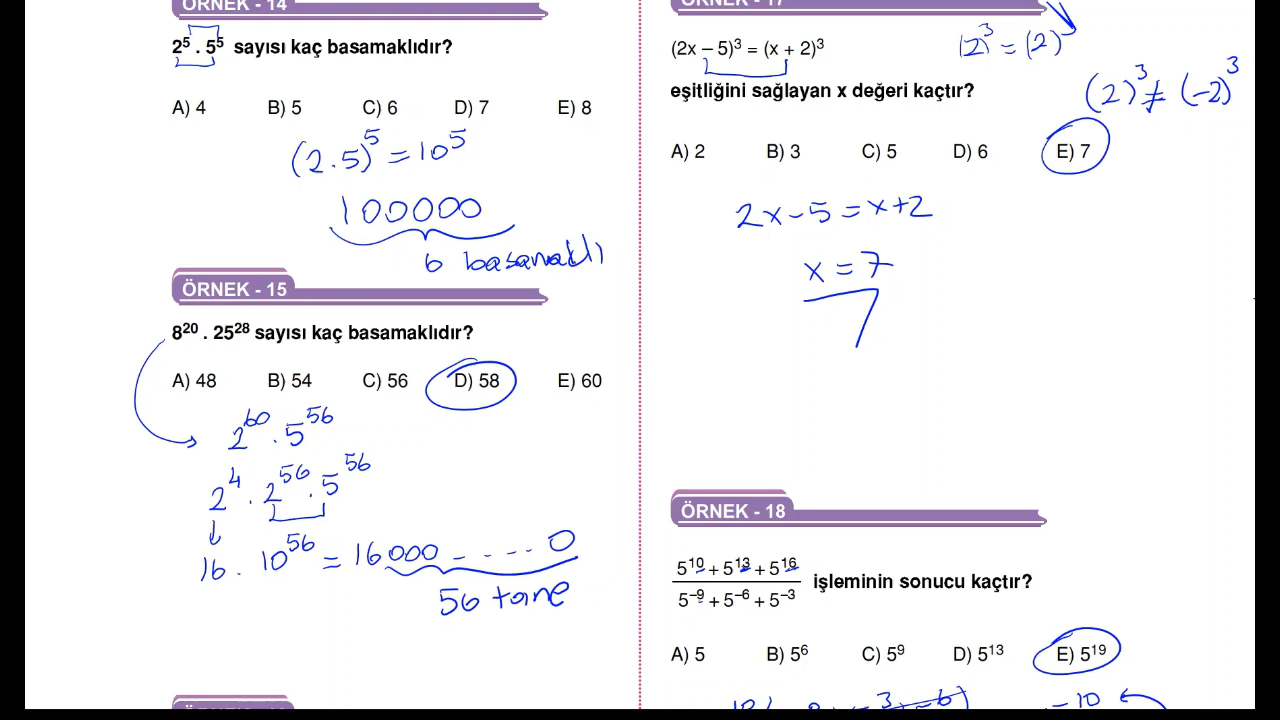 ÖRNEK - 14
2⁵ . 5⁵ sayısı kaç basamaklıdır?
A) 4 B) 5 C) 6 D) 7 E) 8
(2.5)⁵ = 10⁵
100000
6 basamaklı
ÖRNEK - 15
8²⁰ . 25²⁸ sayısı kaç basamaklıdır?
A) 48 B) 54 C) 56 D) 58 E) 60
2⁶⁰ . 5⁵⁶
2⁴ . 2⁵⁶ . 5⁵⁶
16 . 10⁵⁶ = 16000 - - - - 0
56 tane
ÖRNEK - 17
(2x – 5)³ = (x + 2)³
(2)³ = (2)³
(2)³ ≠ (-2)³
eşitliğini sağlayan x değeri kaçtır?
A) 2 B) 3 C) 5 D) 6 E) 7
2x - 5 = x+2
x = 7
ÖRNEK - 18
5¹⁰ + 5¹³ + 5¹⁶
5⁻⁹ + 5⁻⁶ + 5⁻³
işleminin sonucu kaçtır?
A) 5 B) 5⁶ C) 5⁹ D) 5¹³ E) 5¹⁹
-10